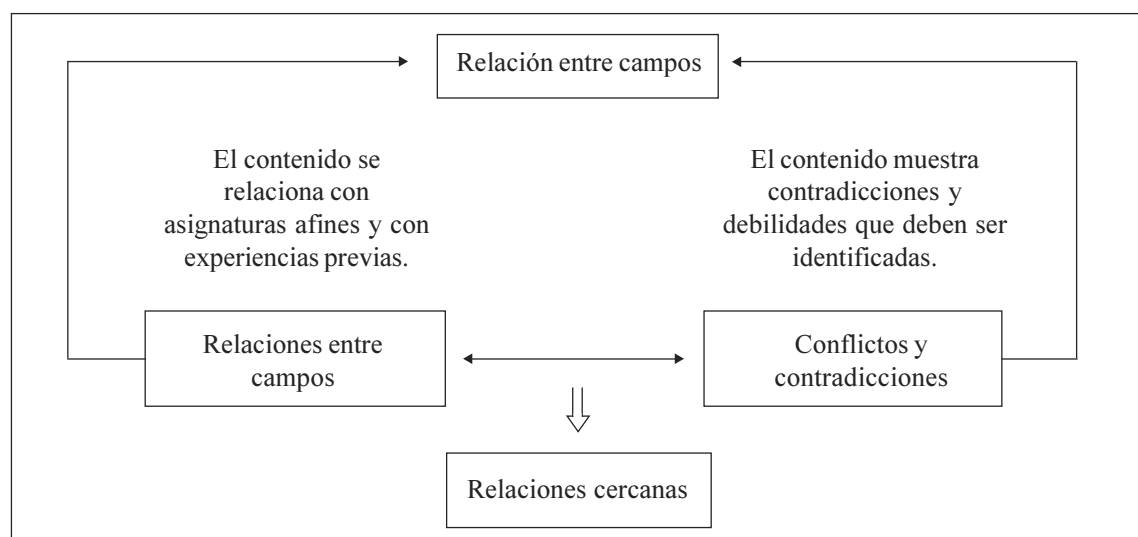 Relación entre campos
El contenido se
relaciona con
asignaturas afines y con
experiencias previas.
El contenido muestra
contradicciones y
debilidades que deben ser
identificadas.
Relaciones entre
campos
Conflictos y
contradicciones
Relaciones cercanas